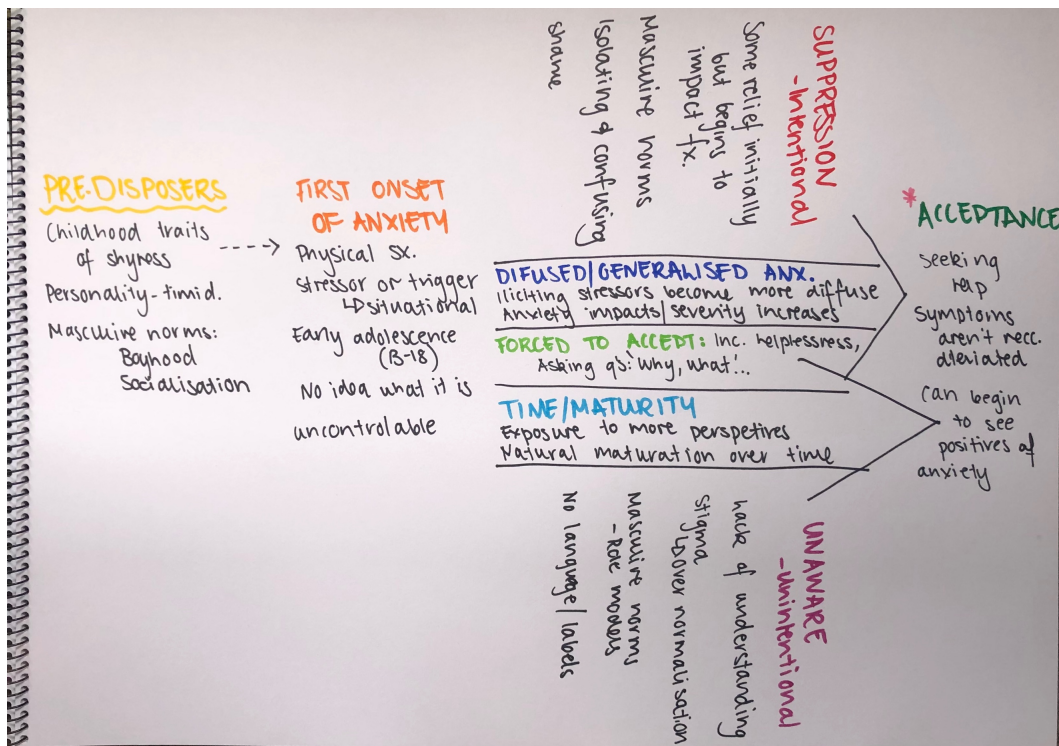 PRE-DISPOSERS
Childhood traits
of shyness
Personality - timid.
Masculine norms:
Boyhood
Socialisation
FIRST ONSET
OF ANXIETY
Physical sx.
Stressor or trigger
↳ situational
Early adolescence
(13-18)
No idea what it is
uncontrolable
SUPPRESSION
- Intentional
Some relief initially
but begins to
impact fx.
Masculine norms
Isolating & confusing
shame
DIFUSED/GENERALISED ANX.
Iliciting stressors become more diffuse
Anxiety impacts/severity increases
FORCED TO ACCEPT: Inc. helplessness,
Asking q's: 'Why, what'...
TIME/MATURITY
Exposure to more perspetives
Natural maturation over time
UNAWARE
- Unintentional
Lack of understanding
stigma
↳ over normalisation
Masculine norms
- Role models
No language/labels
*ACCEPTANCE
seeking
help
Symptoms
aren't necc.
alleviated
can begin
to see
positives of
anxiety